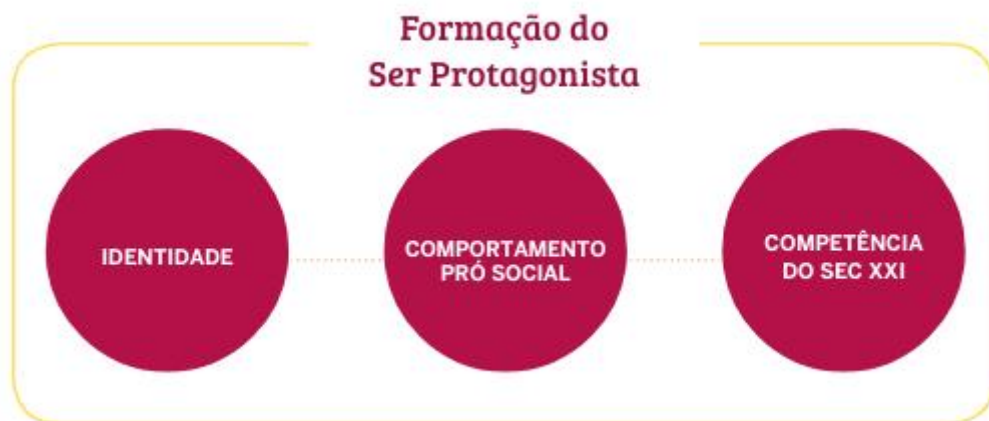 Formação do
Ser Protagonista
IDENTIDADE
COMPORTAMENTO
PRÓ SOCIAL
COMPETÊNCIA
DO SEC XXI